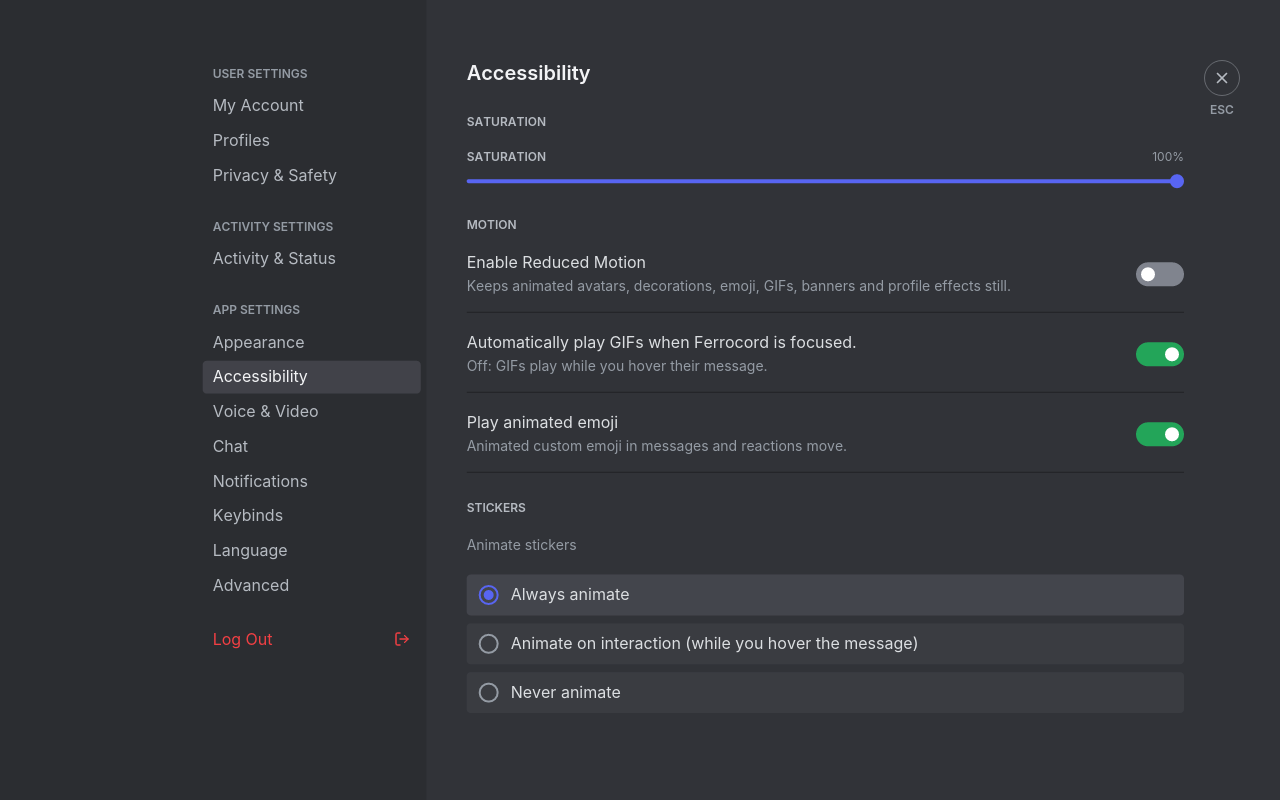 USER SETTINGS
My Account
Profiles
Privacy & Safety
ACTIVITY SETTINGS
Activity & Status
APP SETTINGS
Appearance
Accessibility
Voice & Video
Chat
Notifications
Keybinds
Language
Advanced
Log Out
Accessibility
ESC
SATURATION
SATURATION 100%
MOTION
Enable Reduced Motion
Keeps animated avatars, decorations, emoji, GIFs, banners and profile effects still.
Automatically play GIFs when Ferrocord is focused.
Off: GIFs play while you hover their message.
Play animated emoji
Animated custom emoji in messages and reactions move.
STICKERS
Animate stickers
Always animate
Animate on interaction (while you hover the message)
Never animate